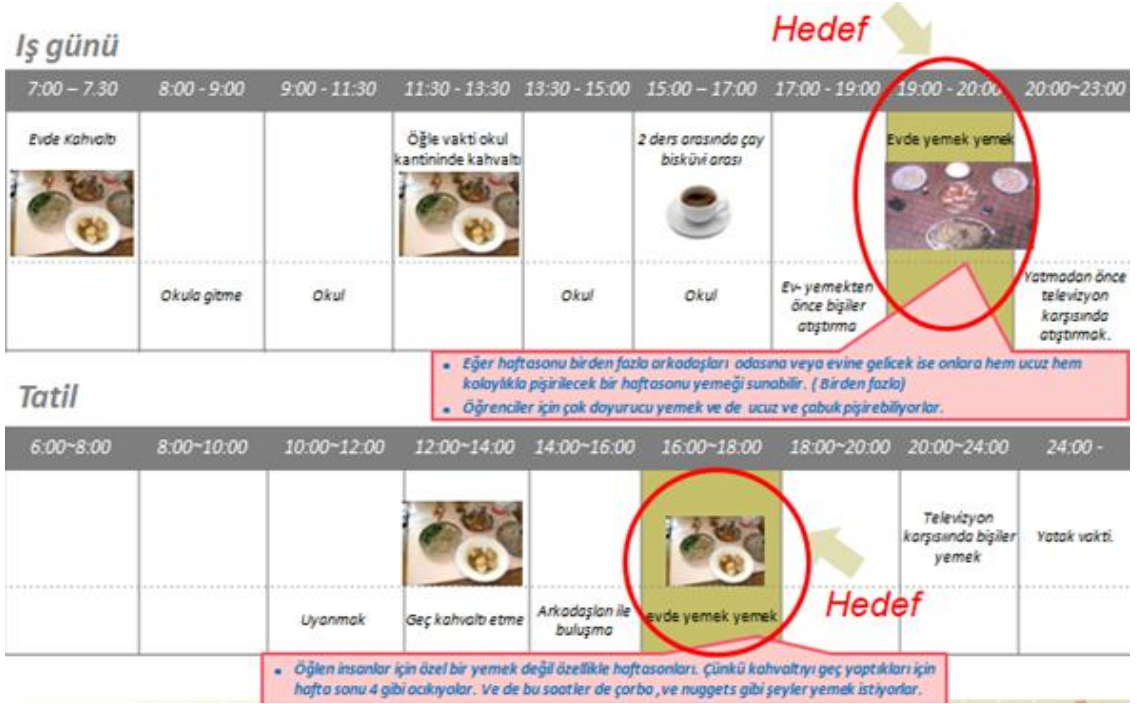 Hedef
Iş günü
7:00 – 7.30 8:00 - 9:00 9:00 - 11:30 11:30 - 13:30 13:30 - 15:00 15:00 – 17:00 17:00 - 19:00 19:00 - 20:00 20:00~23:00
Evde Kahvaltı
Öğle vakti okul
kantininde kahvaltı
2 ders arasında çay
bisküvi arası
Evde yemek yemek
Okula gitme
Okul
Okul
Okul
Ev- yemekten
önce bişiler
atıştırma
Yatmadan önce
televizyon
karşısında
atıştırmak.
• Eğer haftasonu birden fazla arkadaşları odasına veya evine gelicek ise onlara hem ucuz hem
kolaylıkla pişirilecek bir haftasonu yemeği sunabilir. ( Birden fazla)
• Öğrenciler için çok doyurucu yemek ve de ucuz ve çabuk pişirebiliyorlar.
Tatil
6:00~8:00 8:00~10:00 10:00~12:00 12:00~14:00 14:00~16:00 16:00~18:00 18:00~20:00 20:00~24:00 24:00 -
Televizyon
karşısıında bişiler
yemek
Yatak vakti.
Uyanmak
Geç kahvaltı etme
Arkadaşları ile
buluşma
evde yemek yemek
Hedef
• Öğlen insanlar için özel bir yemek değil özellikle haftasonları. Çünkü kahvaltıyı geç yaptıkları için
hafta sonu 4 gibi acıkıyolar. Ve de bu saatler de çorba ,ve nuggets gibi şeyler yemek istiyorlar.